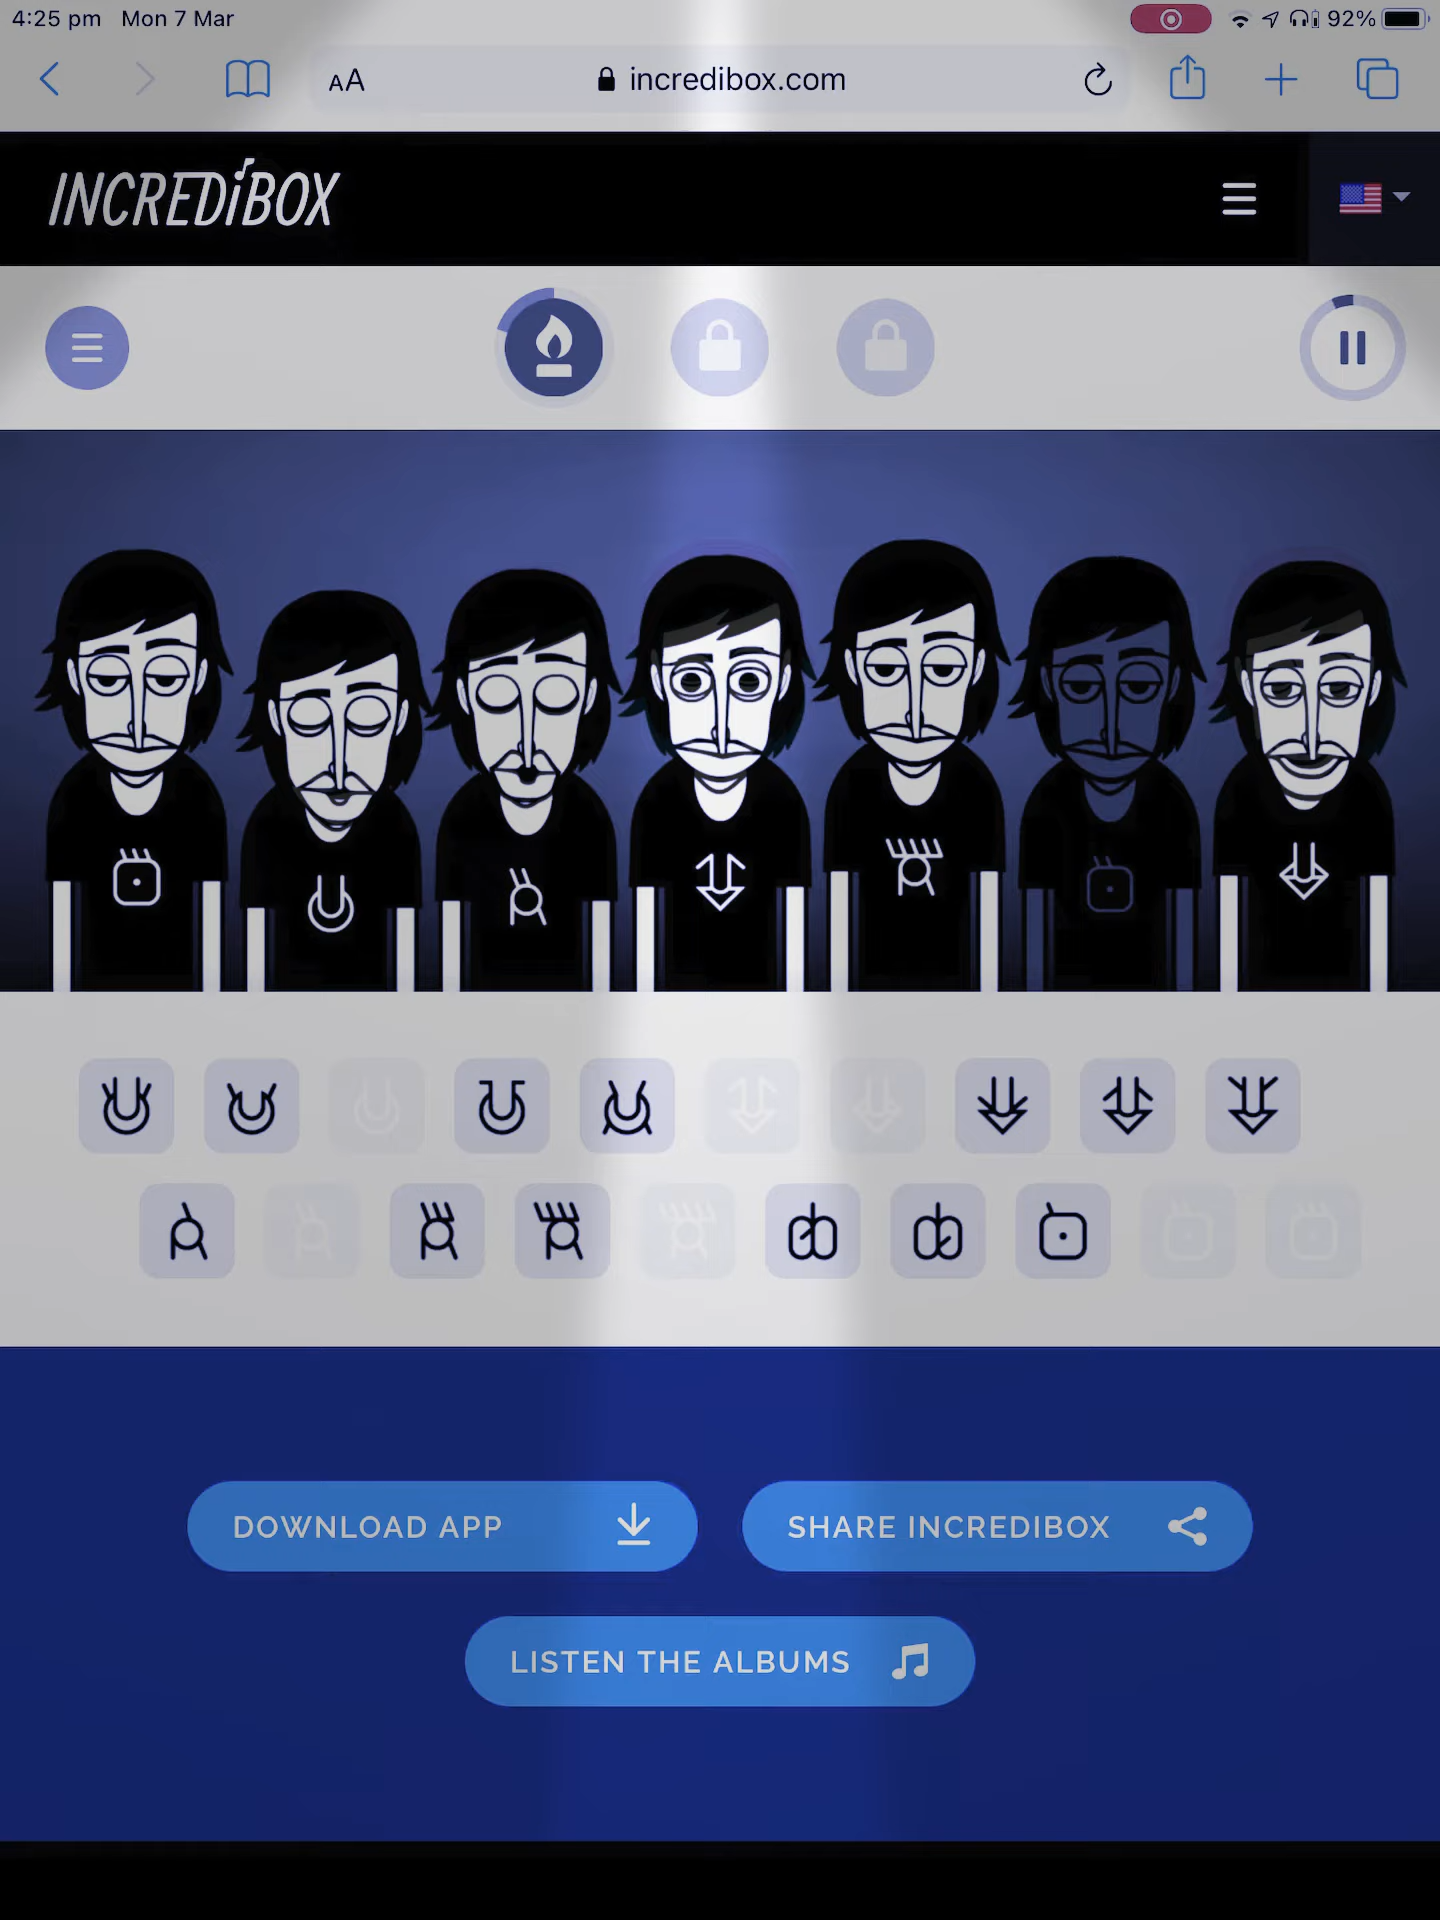 4:25 pm Mon 7 Mar 92%
AA incredibox.com
INCREDIBOX
DOWNLOAD APP
SHARE INCREDIBOX
LISTEN THE ALBUMS